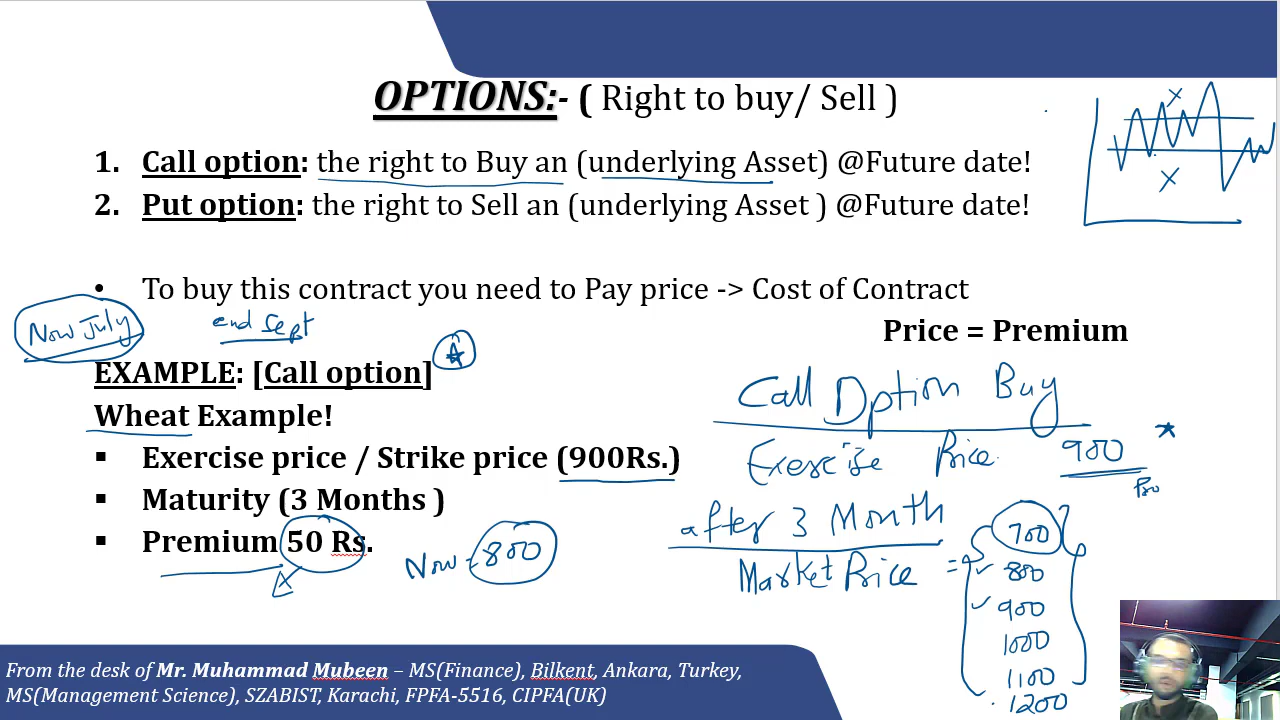 OPTIONS:- ( Right to buy/ Sell )
1. Call option: the right to Buy an (underlying Asset) @Future date!
2. Put option: the right to Sell an (underlying Asset ) @Future date!
• To buy this contract you need to Pay price -> Cost of Contract
Now July
end Sept
Price = Premium
EXAMPLE: [Call option]
Call Option Buy
Wheat Example!
▪ Exercise price / Strike price (900Rs.)
Exercise Price 900
▪ Maturity (3 Months )
after 3 Month
▪ Premium 50 Rs.
Now - 800
Market Price =
700
800
900
1000
1100
1200
From the desk of Mr. Muhammad Mubeen – MS(Finance), Bilkent, Ankara, Turkey,
MS(Management Science), SZABIST, Karachi, FPFA-5516, CIPFA(UK)